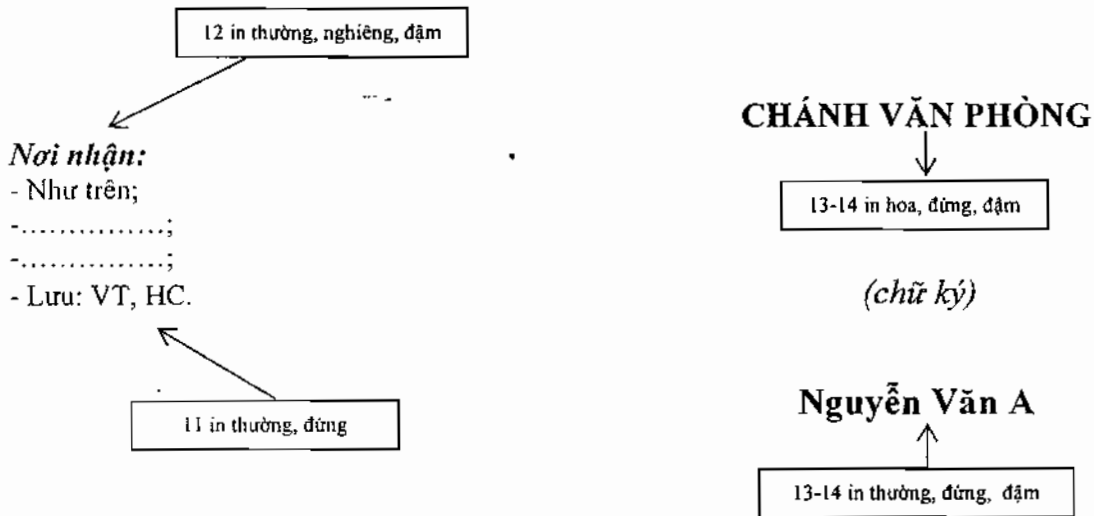 12 in thường, nghiêng, đậm
Nơi nhận:
- Như trên;
-……………;
-……………;
- Lưu: VT, HC.
11 in thường, đứng
CHÁNH VĂN PHÒNG
13-14 in hoa, đứng, đậm
(chữ ký)
Nguyễn Văn A
13-14 in thường, đứng, đậm